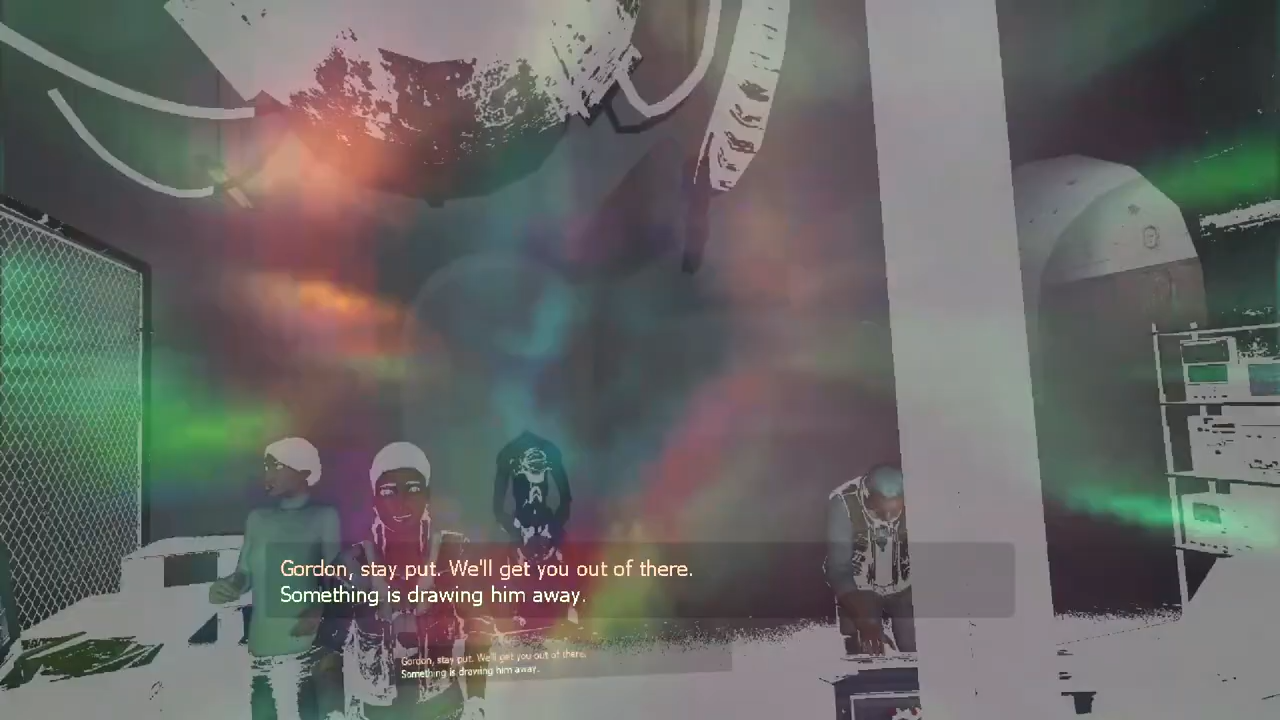 Gordon, stay put. We'll get you out of there.
Something is drawing him away.
Gordon, stay put. We'll get you out of there.
Something is drawing him away.